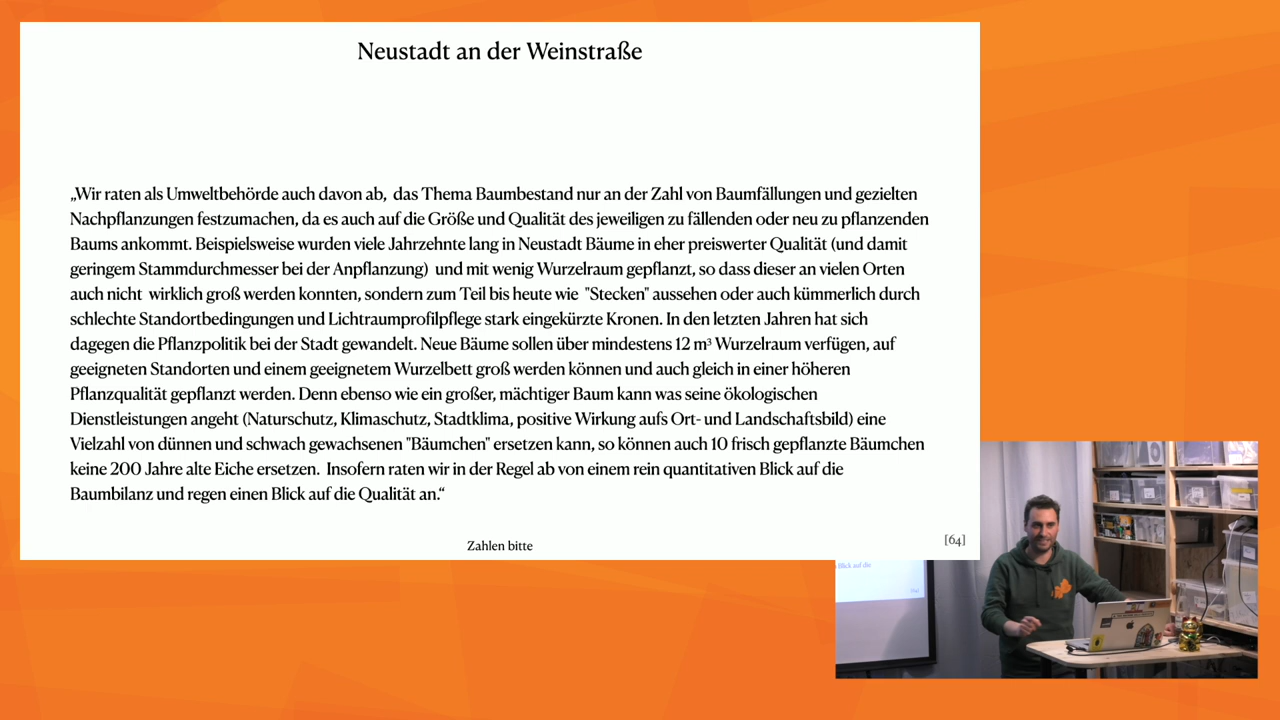 Neustadt an der Weinstraße
„Wir raten als Umweltbehörde auch davon ab, das Thema Baumbestand nur an der Zahl von Baumfällungen und gezielten
Nachpflanzungen festzumachen, da es auch auf die Größe und Qualität des jeweiligen zu fällenden oder neu zu pflanzenden
Baums ankommt. Beispielsweise wurden viele Jahrzehnte lang in Neustadt Bäume in eher preiswerter Qualität (und damit
geringem Stammdurchmesser bei der Anpflanzung) und mit wenig Wurzelraum gepflanzt, so dass dieser an vielen Orten
auch nicht wirklich groß werden konnten, sondern zum Teil bis heute wie "Stecken" aussehen oder auch kümmerlich durch
schlechte Standortbedingungen und Lichtraumprofilpflege stark eingekürzte Kronen. In den letzten Jahren hat sich
dagegen die Pflanzpolitik bei der Stadt gewandelt. Neue Bäume sollen über mindestens 12 m³ Wurzelraum verfügen, auf
geeigneten Standorten und einem geeignetem Wurzelbett groß werden können und auch gleich in einer höheren
Pflanzqualität gepflanzt werden. Denn ebenso wie ein großer, mächtiger Baum kann was seine ökologischen
Dienstleistungen angeht (Naturschutz, Klimaschutz, Stadtklima, positive Wirkung aufs Ort- und Landschaftsbild) eine
Vielzahl von dünnen und schwach gewachsenen "Bäumchen" ersetzen kann, so können auch 10 frisch gepflanzte Bäumchen
keine 200 Jahre alte Eiche ersetzen. Insofern raten wir in der Regel ab von einem rein quantitativen Blick auf die
Baumbilanz und regen einen Blick auf die Qualität an.“
Zahlen bitte
[64]
Blick auf die
[64]